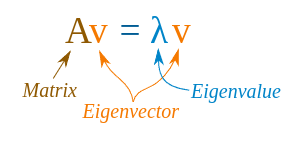 Av = λv
Matrix
Eigenvalue
Eigenvector